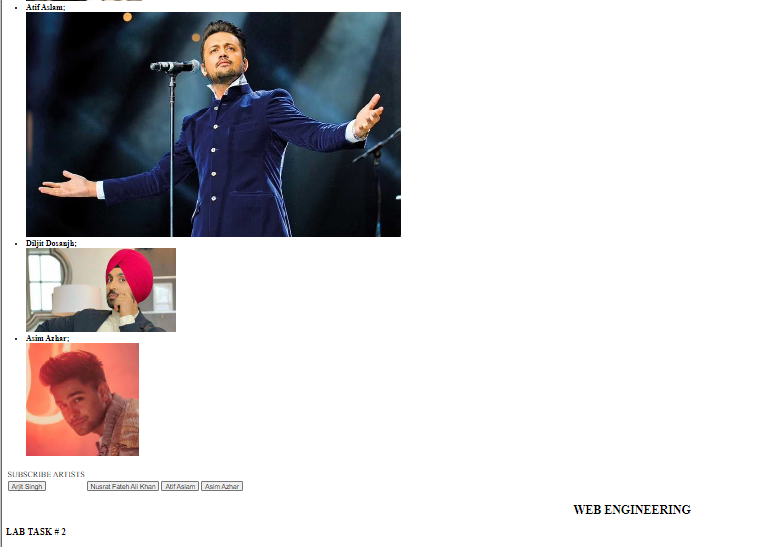 Atif Aslam;
Diljit Dosanjh;
Asim Azhar;
SUBSCRIBE ARTISTS
Arjit Singh Nusrat Fateh Ali Khan Atif Aslam Asim Azhar
WEB ENGINEERING
LAB TASK # 2